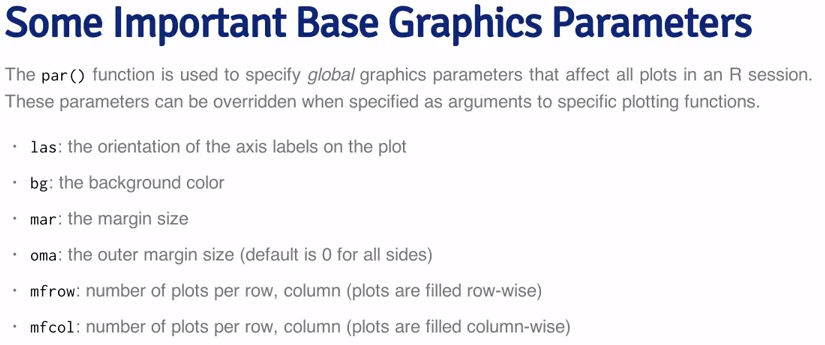 Some Important Base Graphics Parameters
The par() function is used to specify global graphics parameters that affect all plots in an R session.
These parameters can be overridden when specified as arguments to specific plotting functions.
· las: the orientation of the axis labels on the plot
· bg: the background color
· mar: the margin size
· oma: the outer margin size (default is 0 for all sides)
· mfrow: number of plots per row, column (plots are filled row-wise)
· mfcol: number of plots per row, column (plots are filled column-wise)